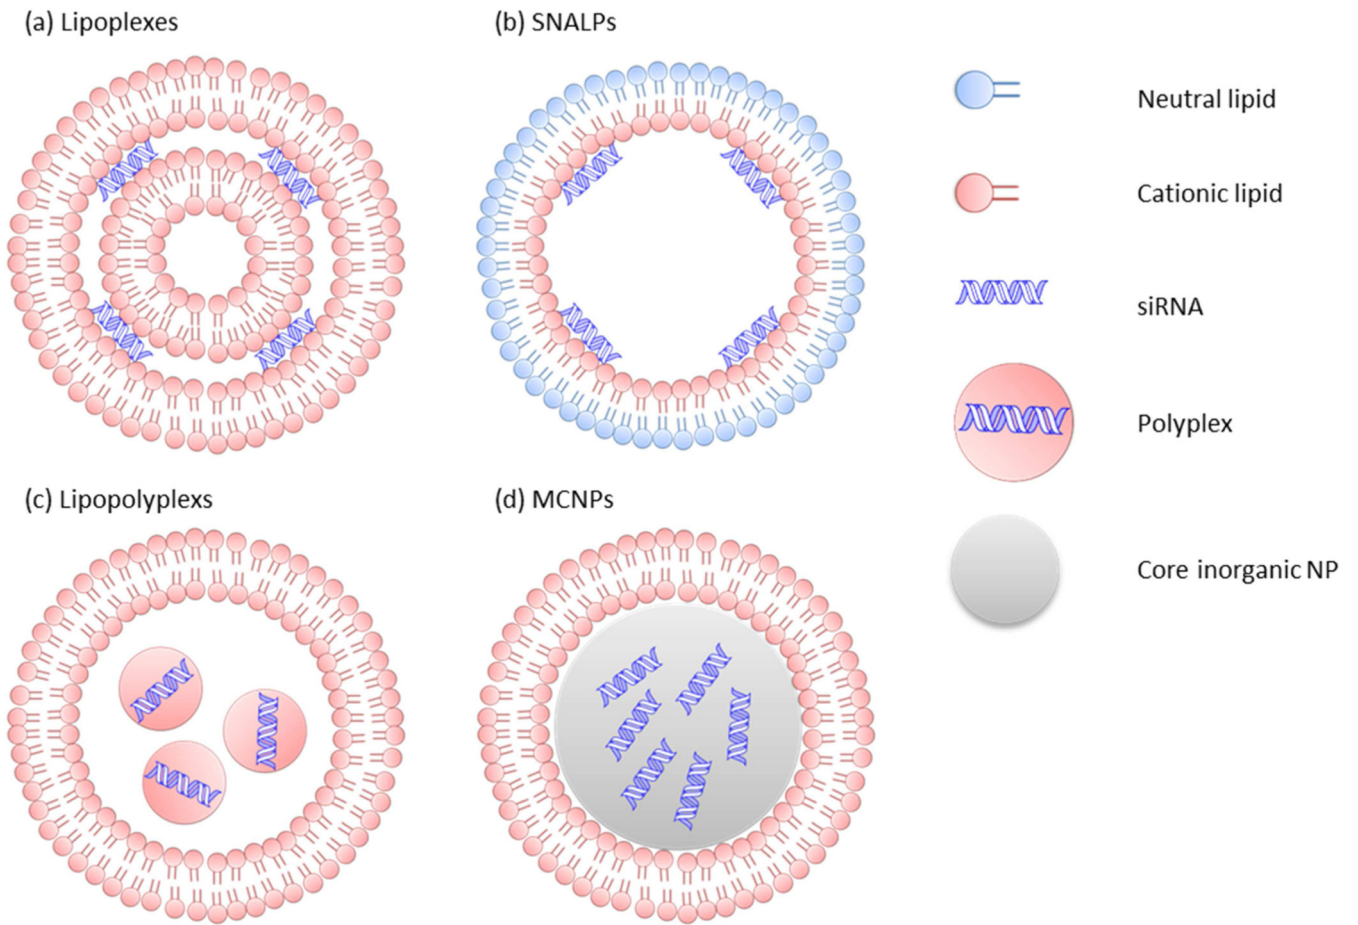 (a) Lipoplexes
(b) SNALPs
Neutral lipid
Cationic lipid
siRNA
Polyplex
(c) Lipopolyplexs
(d) MCNPs
Core inorganic NP